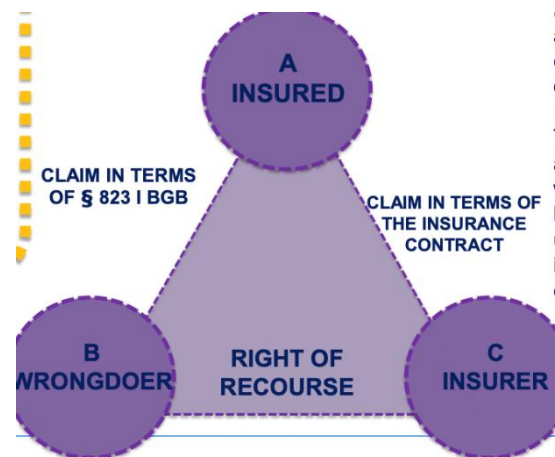 A
INSURED
CLAIM IN TERMS
OF § 823 I BGB
CLAIM IN TERMS OF
THE INSURANCE
CONTRACT
B
WRONGDOER
RIGHT OF
RECOURSE
C
INSURER